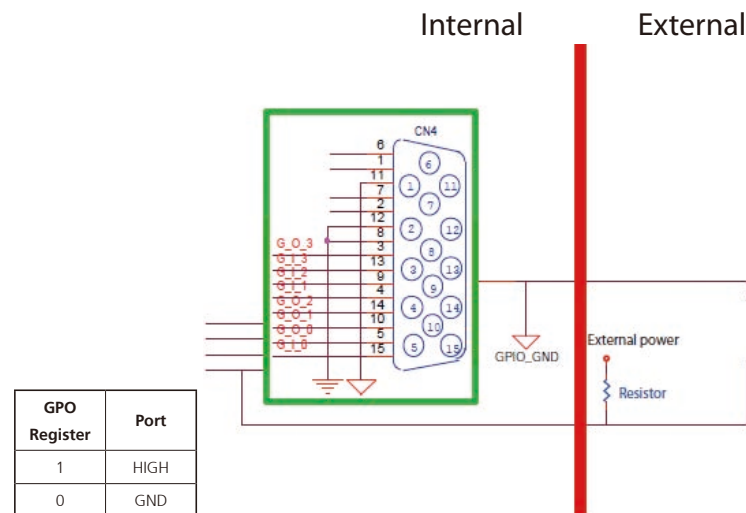 Internal External
CN4
6
1
11
7
2
12
8
3
13
9
4
14
10
5
15
G_O_3
G_I_3
G_I_2
G_I_1
G_O_2
G_O_1
G_O_0
G_I_0
6
1 11
7
2 12
8
3 13
9
4 14
10
5 15
GPIO_GND
External power
Resistor
GPO Register Port
1 HIGH
0 GND